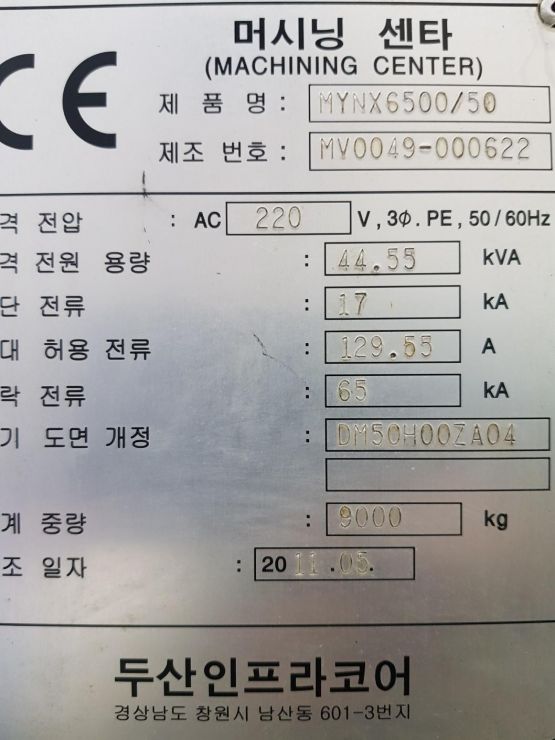 머시닝 센타
(MACHINING CENTER)
CE
제 품 명 : MYNX6500/50
제조 번호 : MV0049-000622
격 전압 : AC 220 V , 3Φ . PE , 50 / 60Hz
격 전원 용량 : 44.55 kVA
단 전류 : 17 kA
대 허용 전류 : 129.55 A
락 전류 : 65 kA
기 도면 개정 : DM50H00ZA04
계 중량 : 9000 kg
조 일자 : 2011.05.
두산인프라코어
경상남도 창원시 남산동 601-3번지